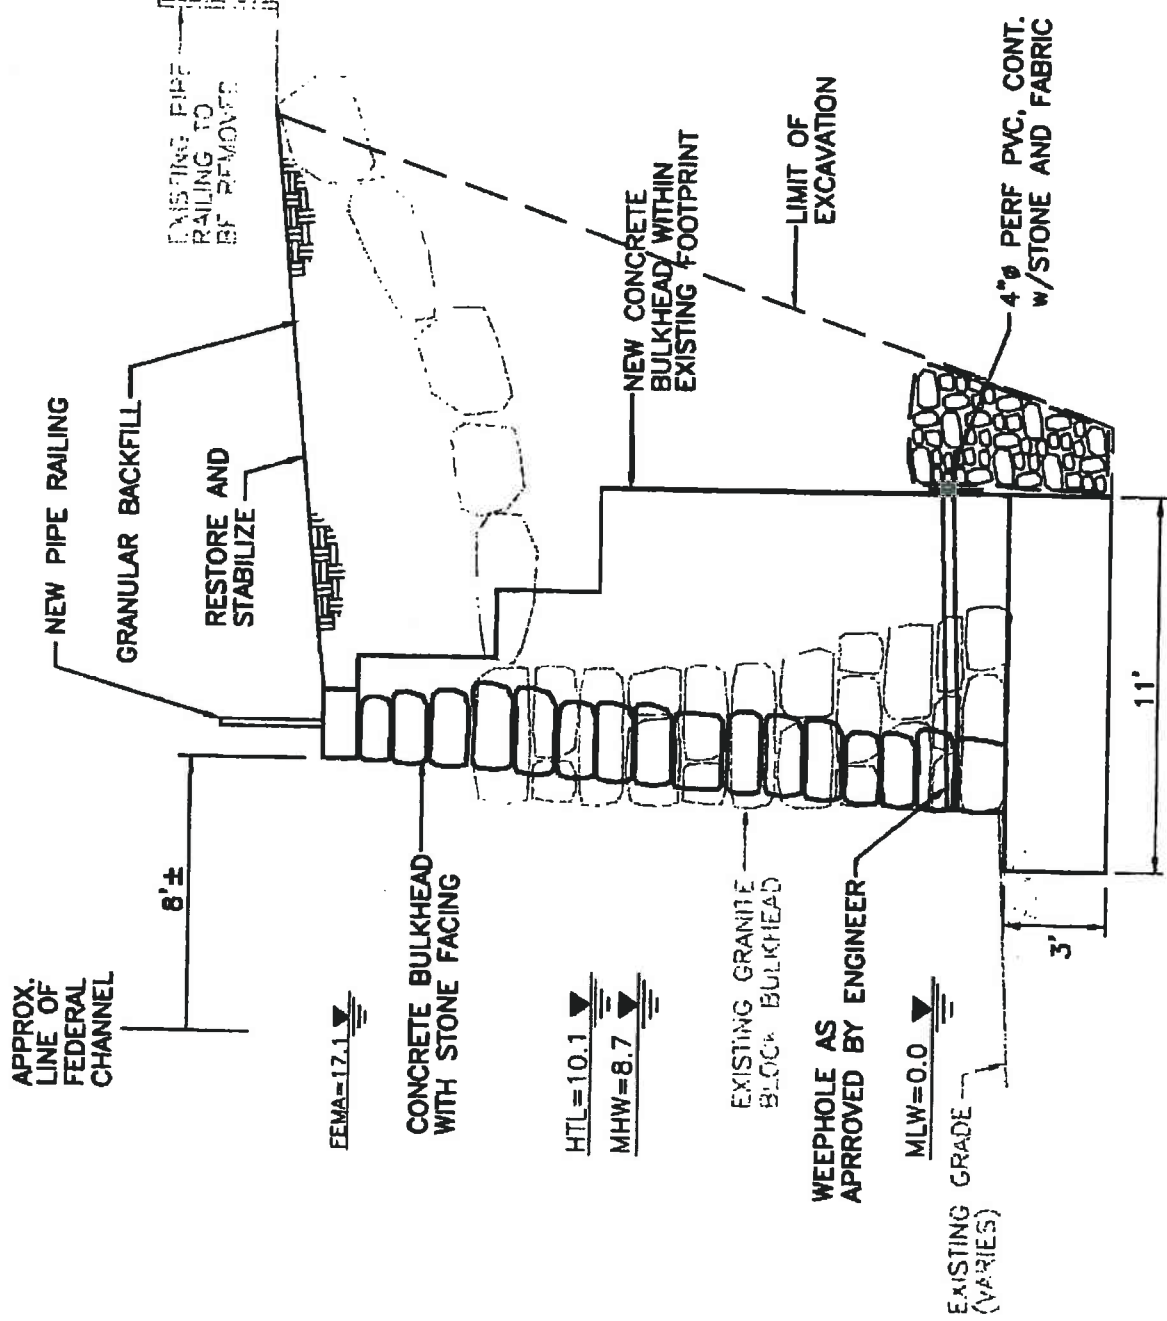 APPROX.
LINE OF
FEDERAL
CHANNEL
8'±
NEW PIPE RAILING
GRANULAR BACKFILL
RESTORE AND
STABILIZE
EXISTING PIPE
RAILING TO
BE REMOVED
FEMA=17.1
CONCRETE BULKHEAD
WITH STONE FACING
HTL=10.1
MHW=8.7
EXISTING GRANITE
BLOCK BULKHEAD
WEEPHOLE AS
APRROVED BY ENGINEER
MLW=0.0
EXISTING GRADE
(VARIES)
NEW CONCRETE
BULKHEAD WITHIN
EXISTING FOOTPRINT
LIMIT OF
EXCAVATION
4"ø PERF PVC, CONT.
w/STONE AND FABRIC
3'
11'